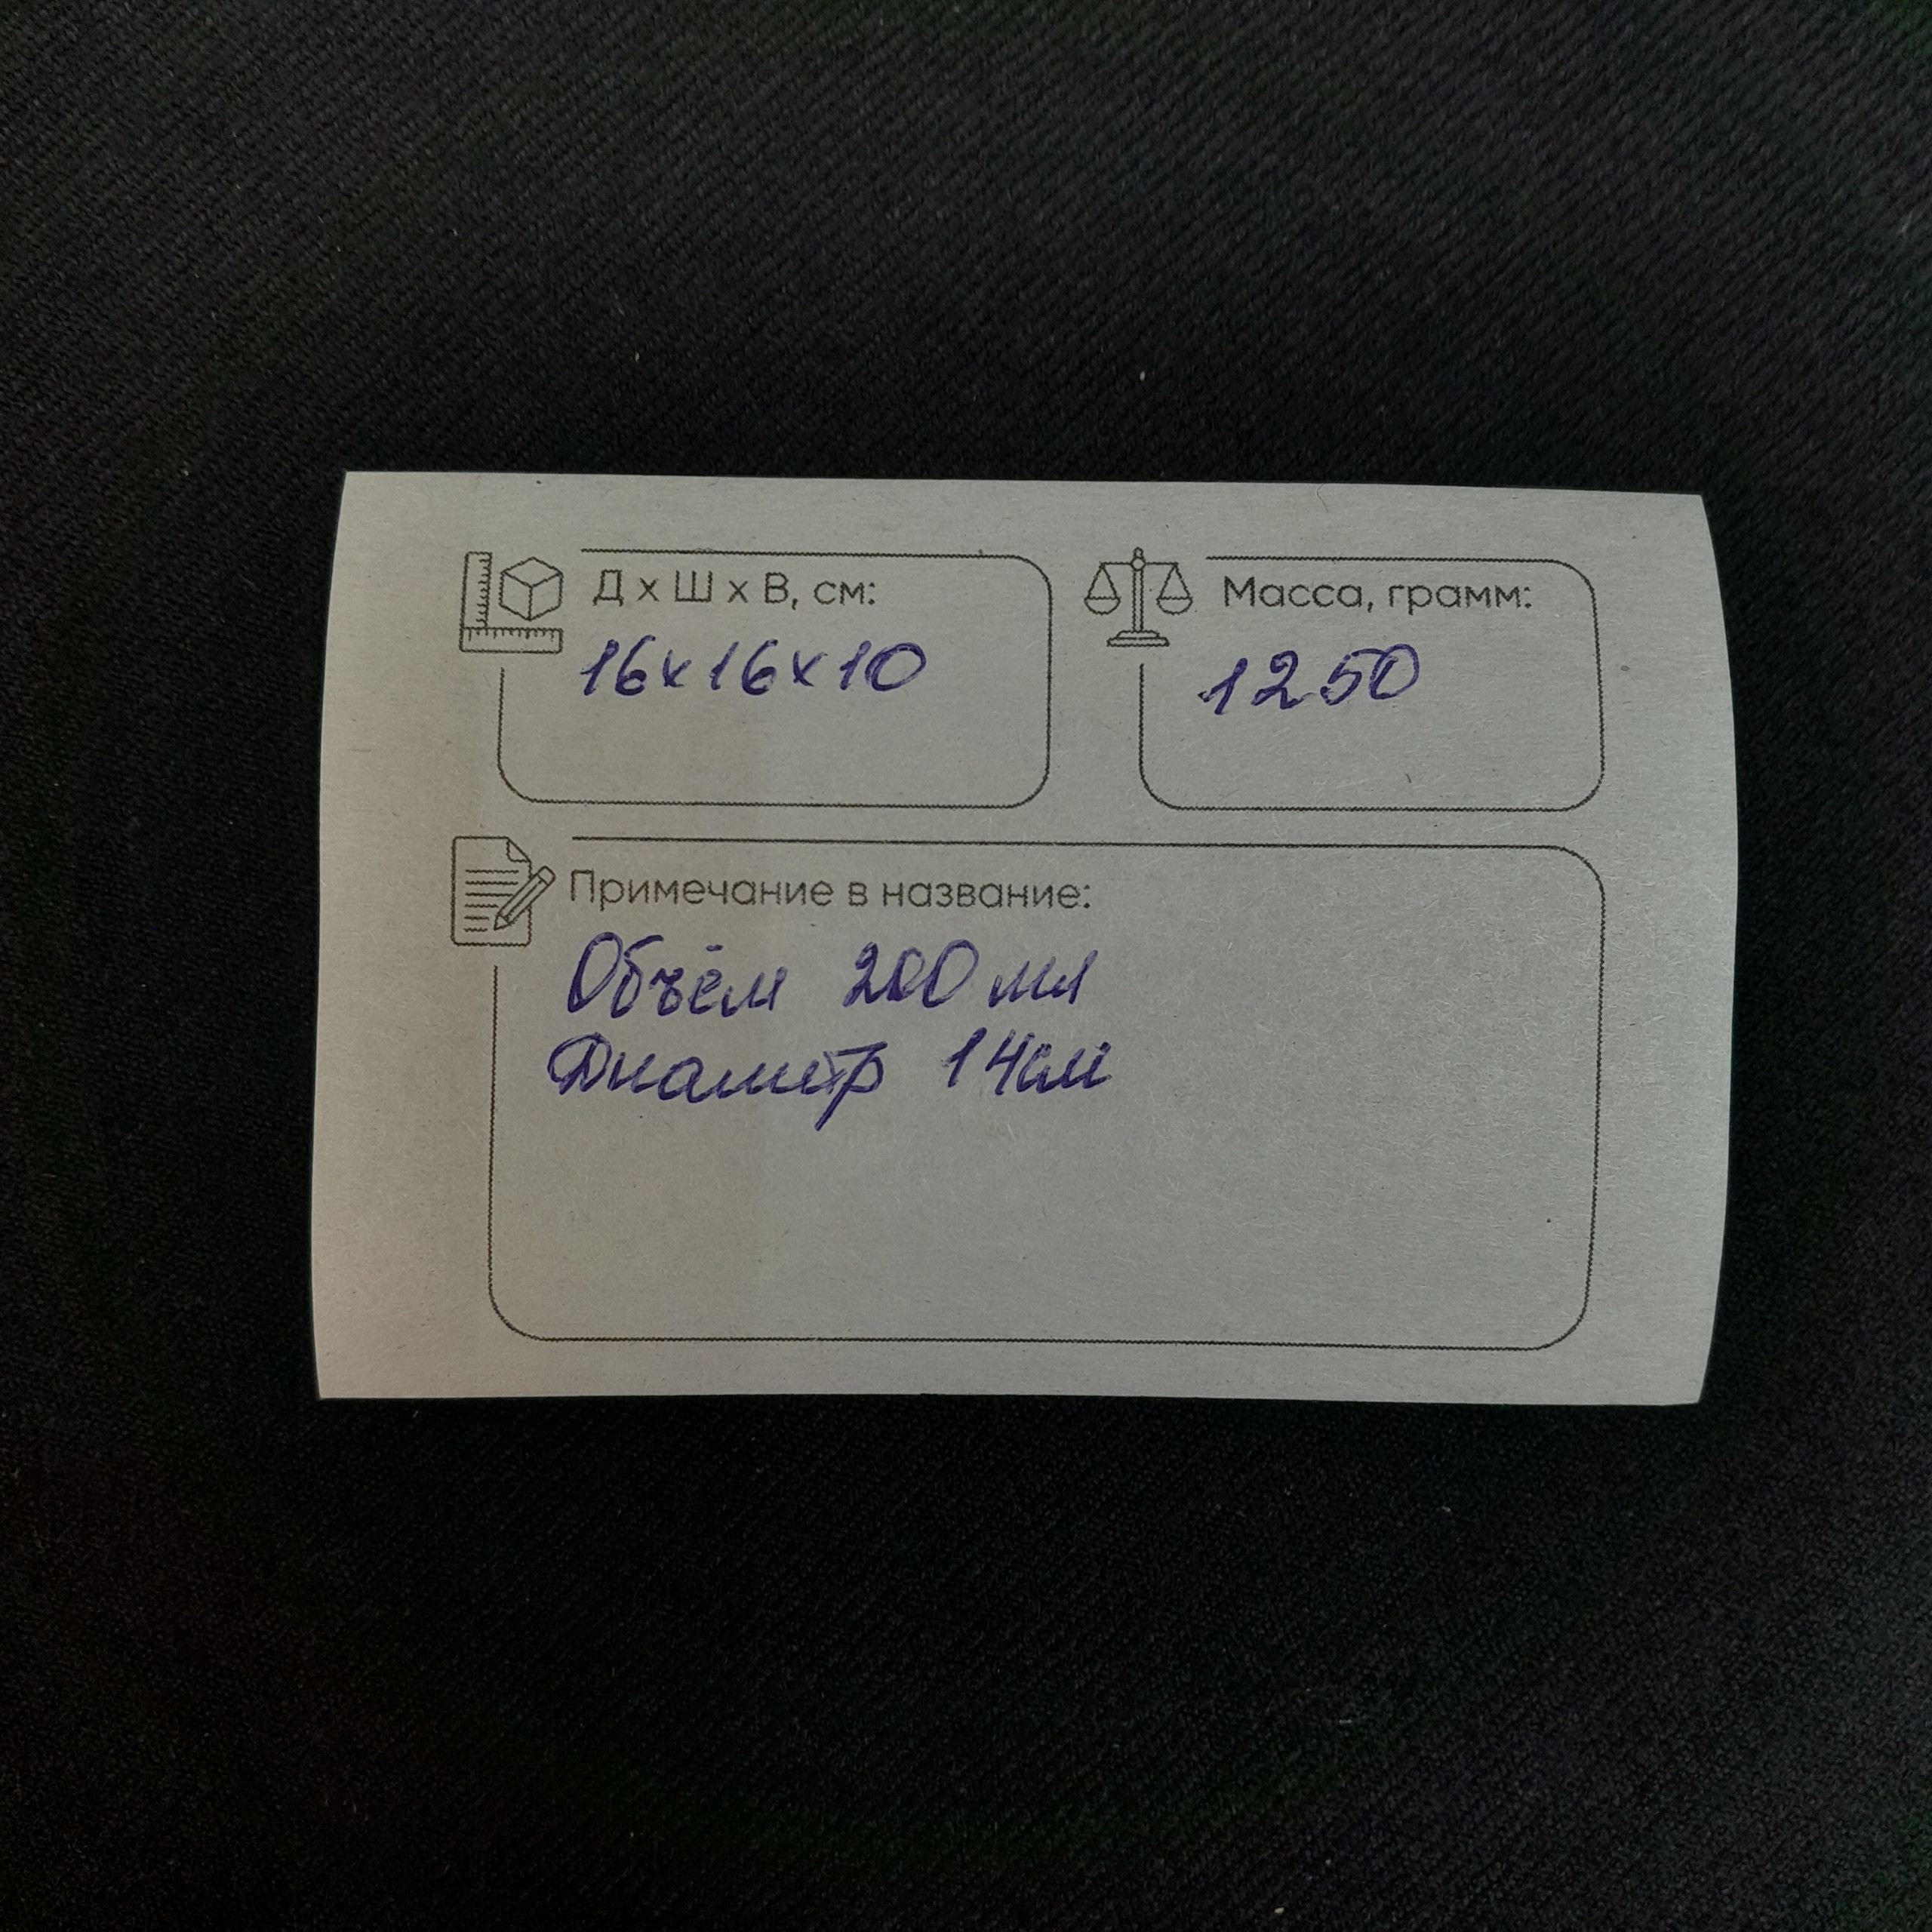 Д х Ш х В, см:
16х16х10
Масса, грамм:
1250
Примечание в название:
Объём 200 мл
Диаметр 14см